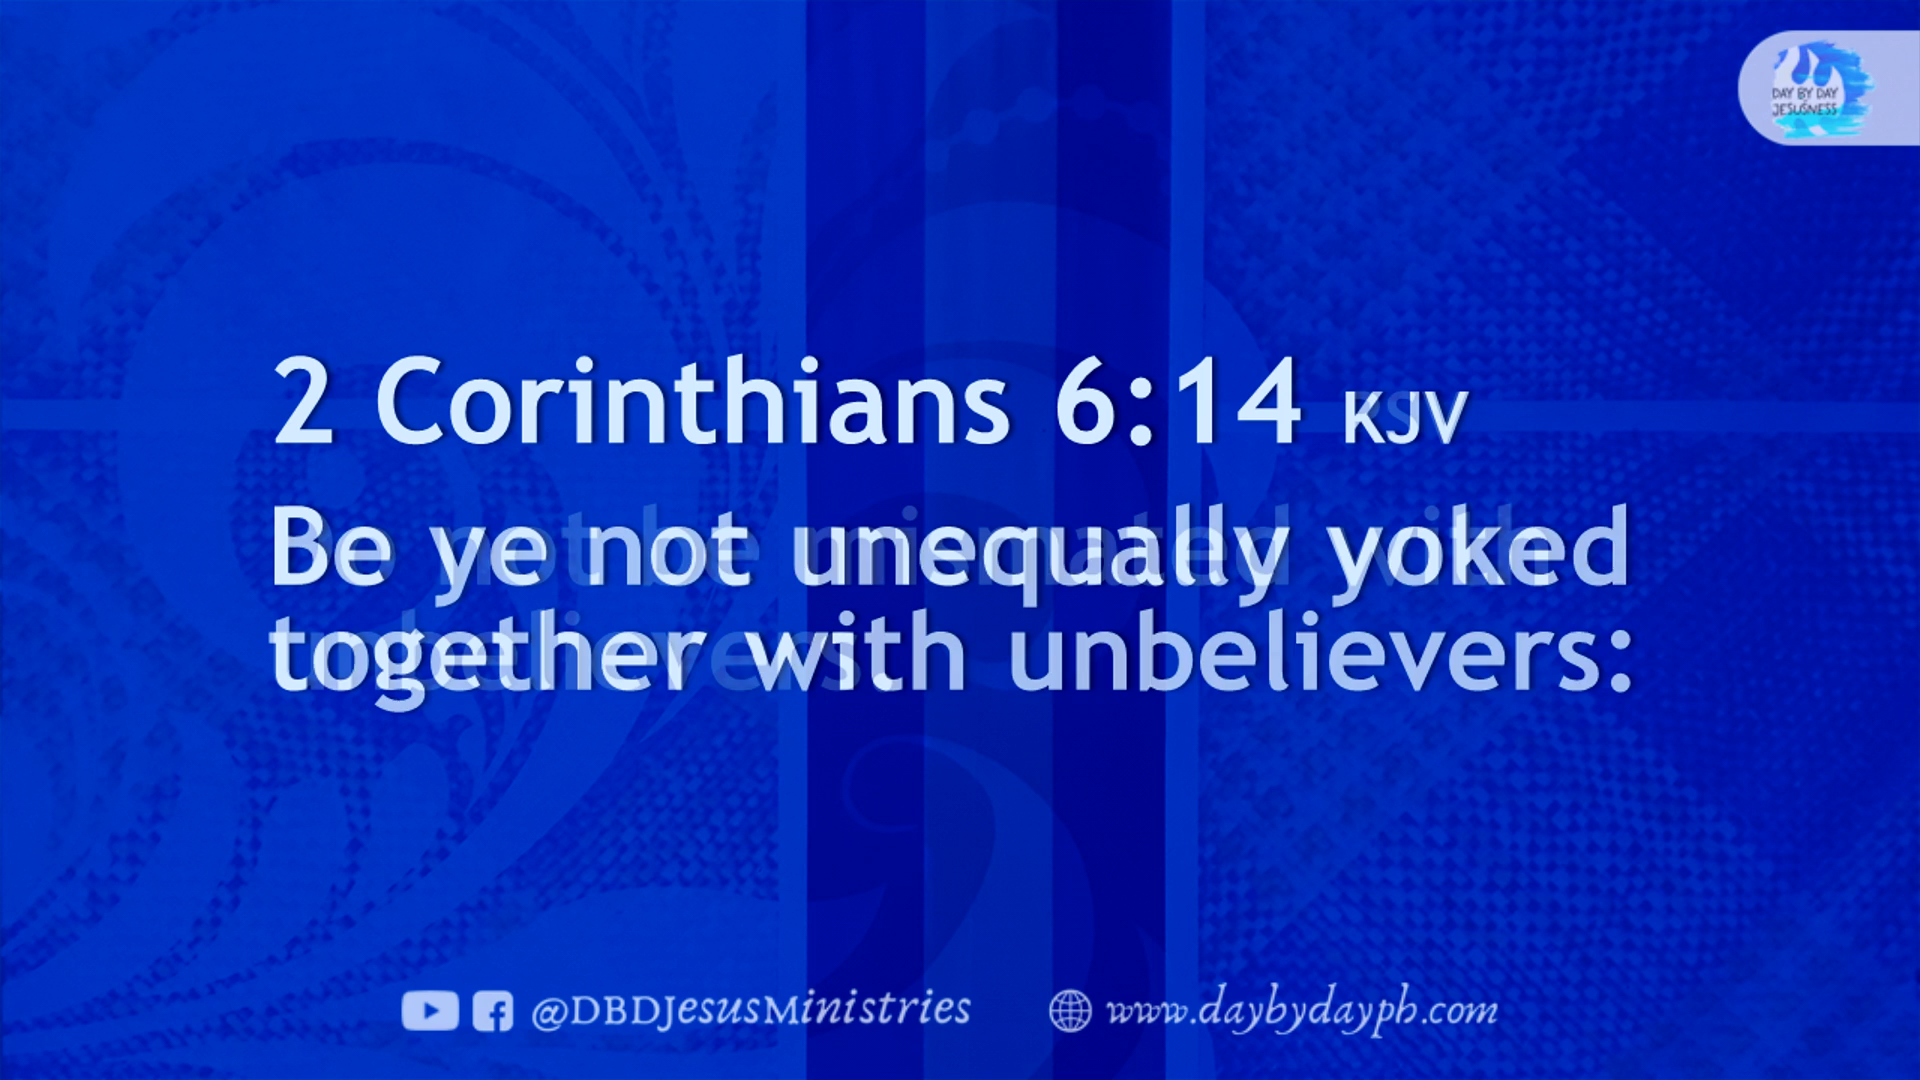 DAY BY DAY
JESUSNESS
2 Corinthians 6:14 KJV
Be ye not unequally yoked
together with unbelievers:
@DBDJesusMinistries
www.daybydayph.com